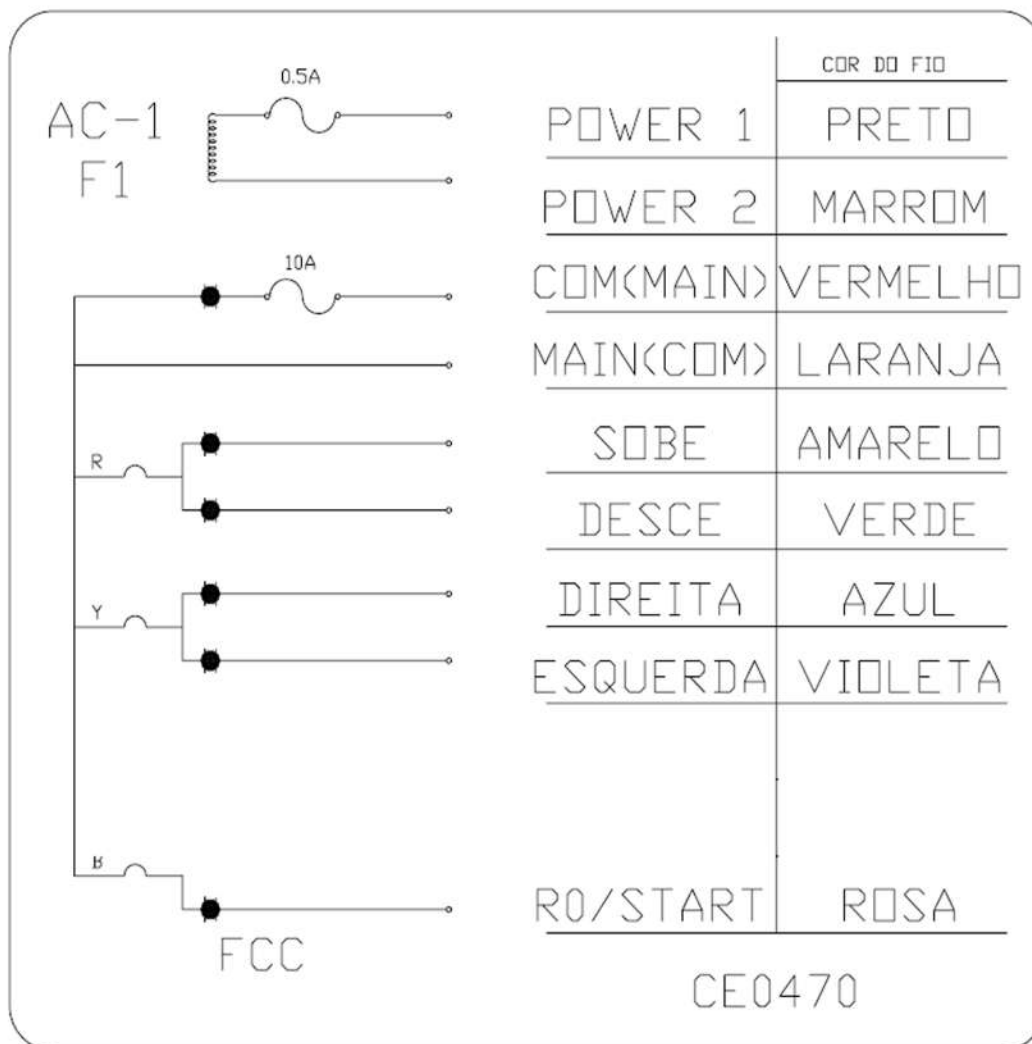 COR DO FIO
0.5A
AC-1
F1
POWER 1 PRETO
POWER 2 MARROM
10A
COM(MAIN) VERMELHO
MAIN(COM) LARANJA
SOBE AMARELO
R
DESCE VERDE
DIREITA AZUL
Y
ESQUERDA VIOLETA
R0/START ROSA
FCC
CE0470